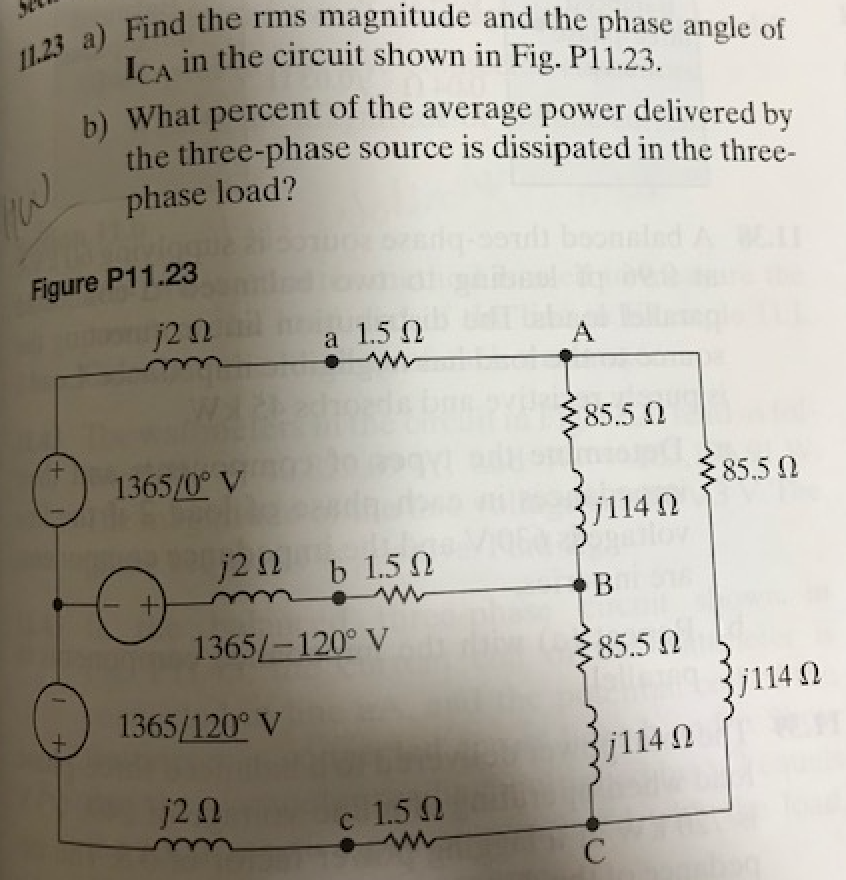 11.23 a) Find the rms magnitude and the phase angle of
I_CA in the circuit shown in Fig. P11.23.
b) What percent of the average power delivered by
the three-phase source is dissipated in the three-
phase load?
HW
Figure P11.23
j2 Ω a 1.5 Ω A
85.5 Ω
85.5 Ω
+
−
1365/0° V
j114 Ω
j2 Ω b 1.5 Ω B
− +
1365/−120° V
85.5 Ω
j114 Ω
−
+
1365/120° V
j114 Ω
j2 Ω c 1.5 Ω
C